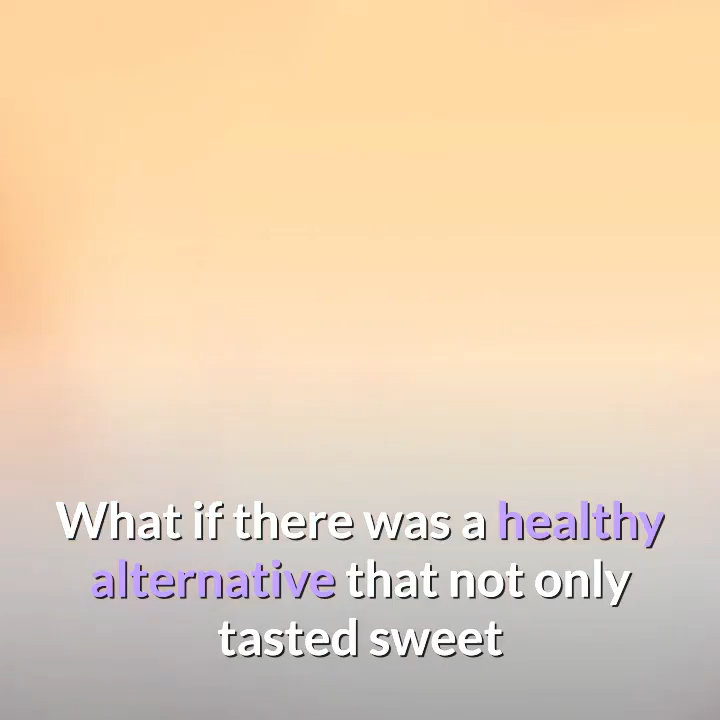 What if there was a healthy
alternative that not only
tasted sweet